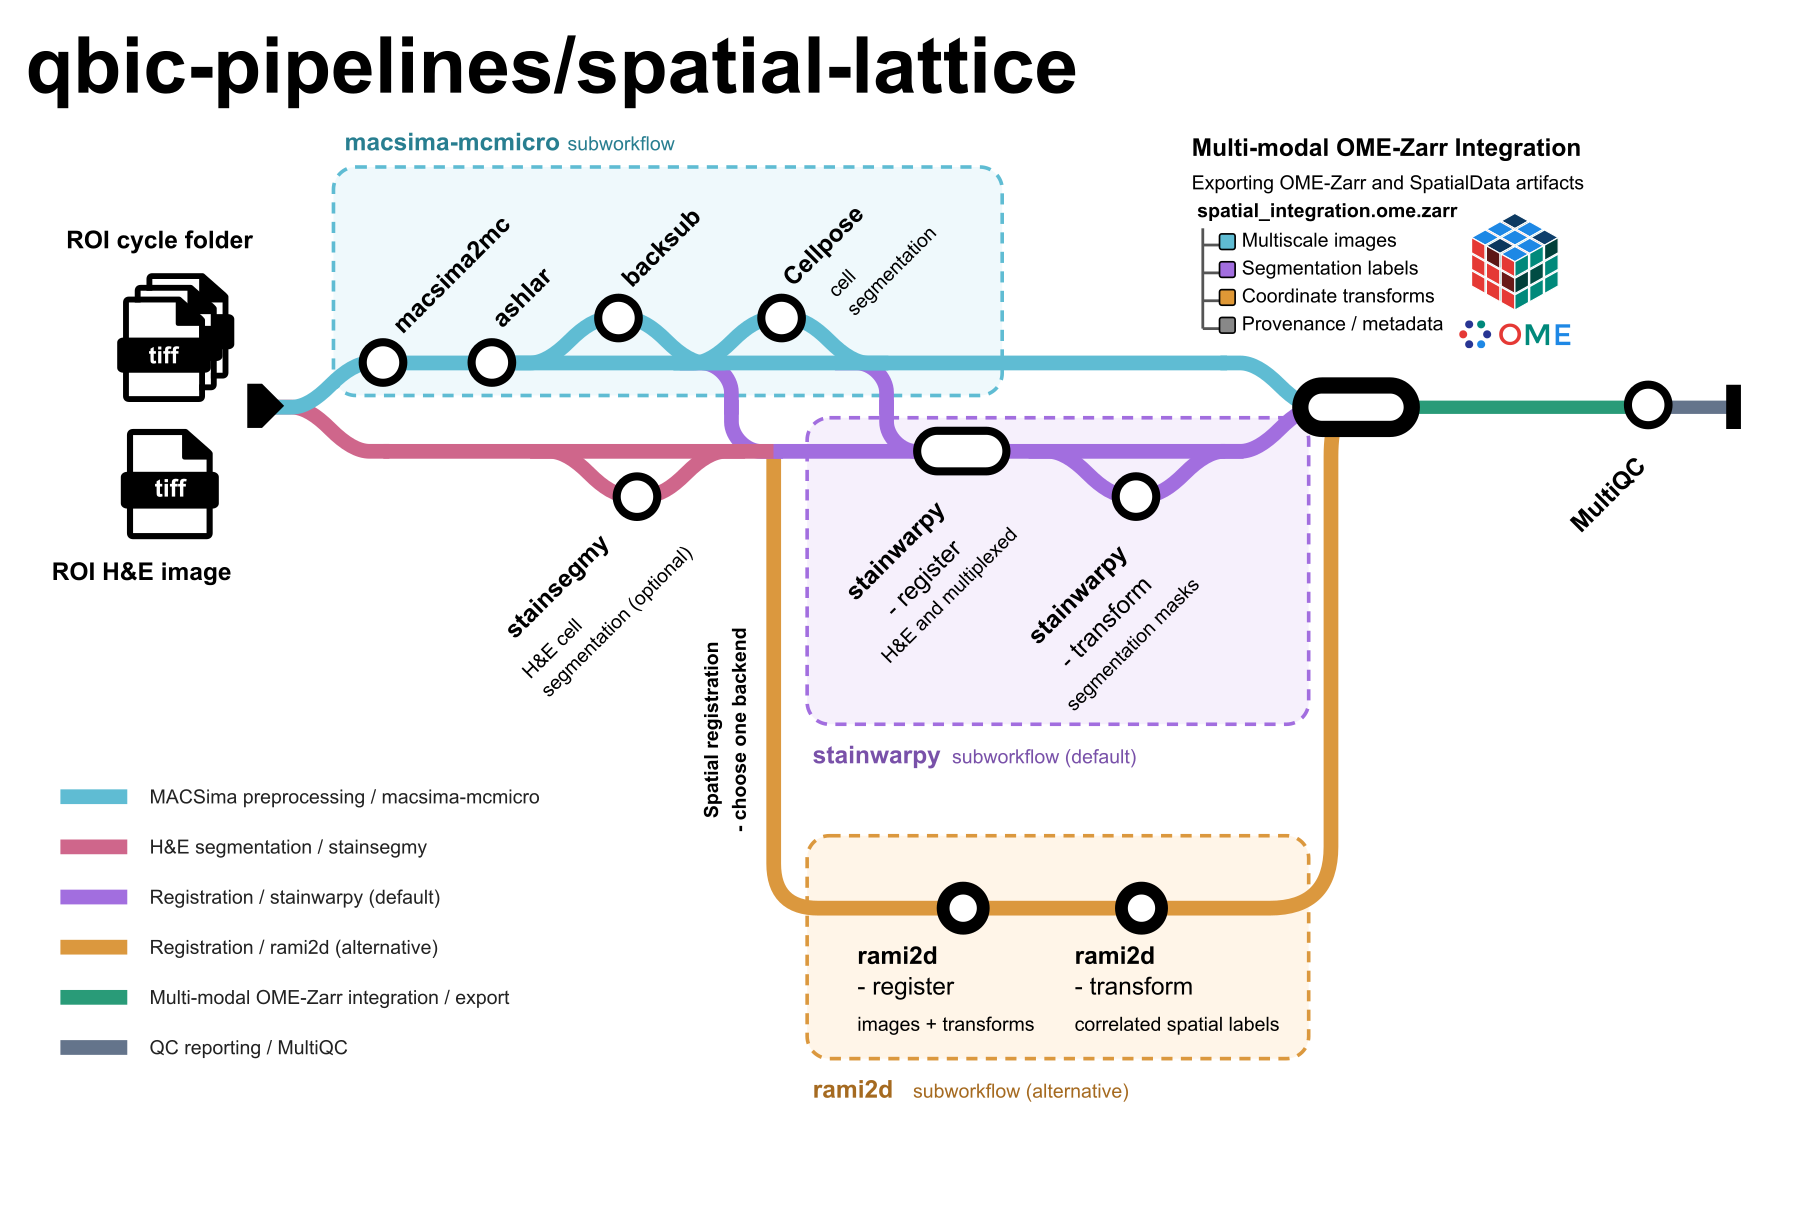 qbic-pipelines/spatial-lattice
macsima-mcmicro subworkflow
Multi-modal OME-Zarr Integration
Exporting OME-Zarr and SpatialData artifacts
spatial_integration.ome.zarr
Multiscale images
Segmentation labels
Coordinate transforms
Provenance / metadata
OME
ROI cycle folder
tiff
tiff
ROI H&E image
macsima2mc
ashlar
backsub
Cellpose
cell
segmentation
stainsegmy
H&E cell
segmentation (optional)
stainwarpy
- register
H&E and multiplexed
stainwarpy
- transform
segmentation masks
MultiQC
Spatial registration
- choose one backend
stainwarpy subworkflow (default)
MACSima preprocessing / macsima-mcmicro
H&E segmentation / stainsegmy
Registration / stainwarpy (default)
Registration / rami2d (alternative)
Multi-modal OME-Zarr integration / export
QC reporting / MultiQC
rami2d
- register
images + transforms
rami2d
- transform
correlated spatial labels
rami2d subworkflow (alternative)